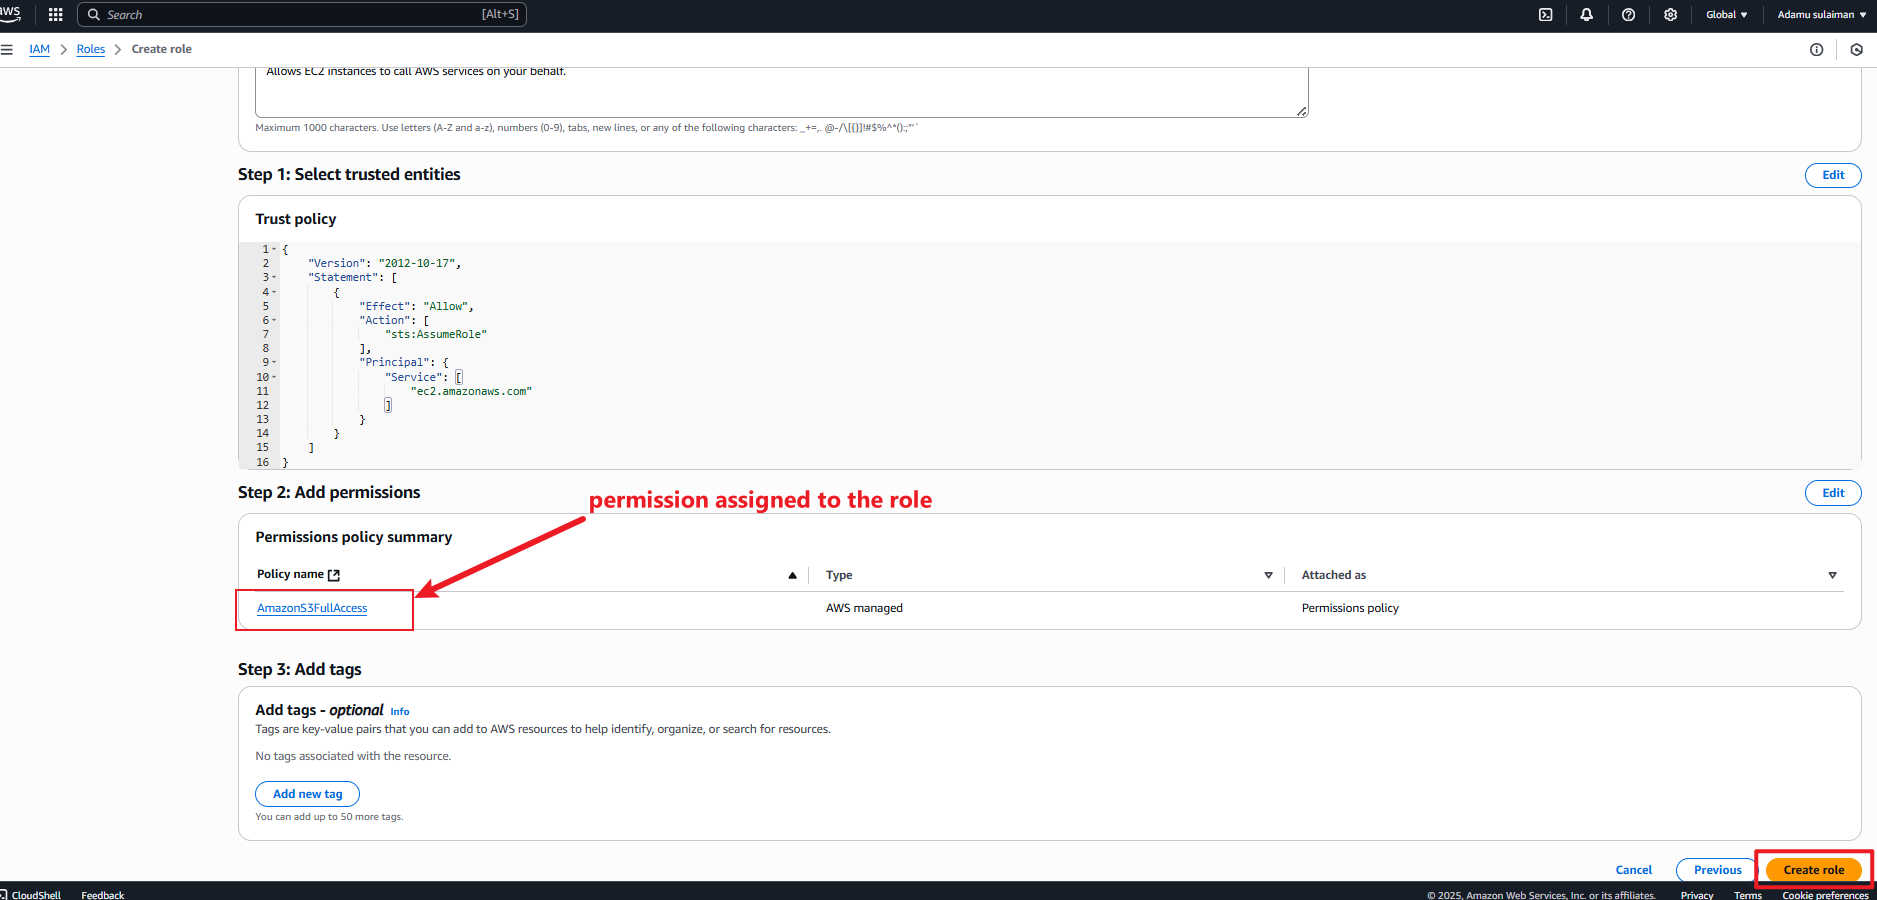 aws
Search [Alt+S]
Global Adamu sulaiman
IAM Roles Create role
Allows EC2 instances to call AWS services on your behalf.
Maximum 1000 characters. Use letters (A-Z and a-z), numbers (0-9), tabs, new lines, or any of the following characters: _+=,. @-/\[{}]!#$%^*();:"'`
Step 1: Select trusted entities
Edit
Trust policy
1 {
2 "Version": "2012-10-17",
3 "Statement": [
4 {
5 "Effect": "Allow",
6 "Action": [
7 "sts:AssumeRole"
8 ],
9 "Principal": {
10 "Service": [
11 "ec2.amazonaws.com"
12 ]
13 }
14 }
15 ]
16 }
Step 2: Add permissions
permission assigned to the role
Edit
Permissions policy summary
Policy name Type Attached as
AmazonS3FullAccess AWS managed Permissions policy
Step 3: Add tags
Add tags - optional Info
Tags are key-value pairs that you can add to AWS resources to help identify, organize, or search for resources.
No tags associated with the resource.
Add new tag
You can add up to 50 more tags.
Cancel Previous Create role
CloudShell Feedback © 2025, Amazon Web Services, Inc. or its affiliates. Privacy Terms Cookie preferences